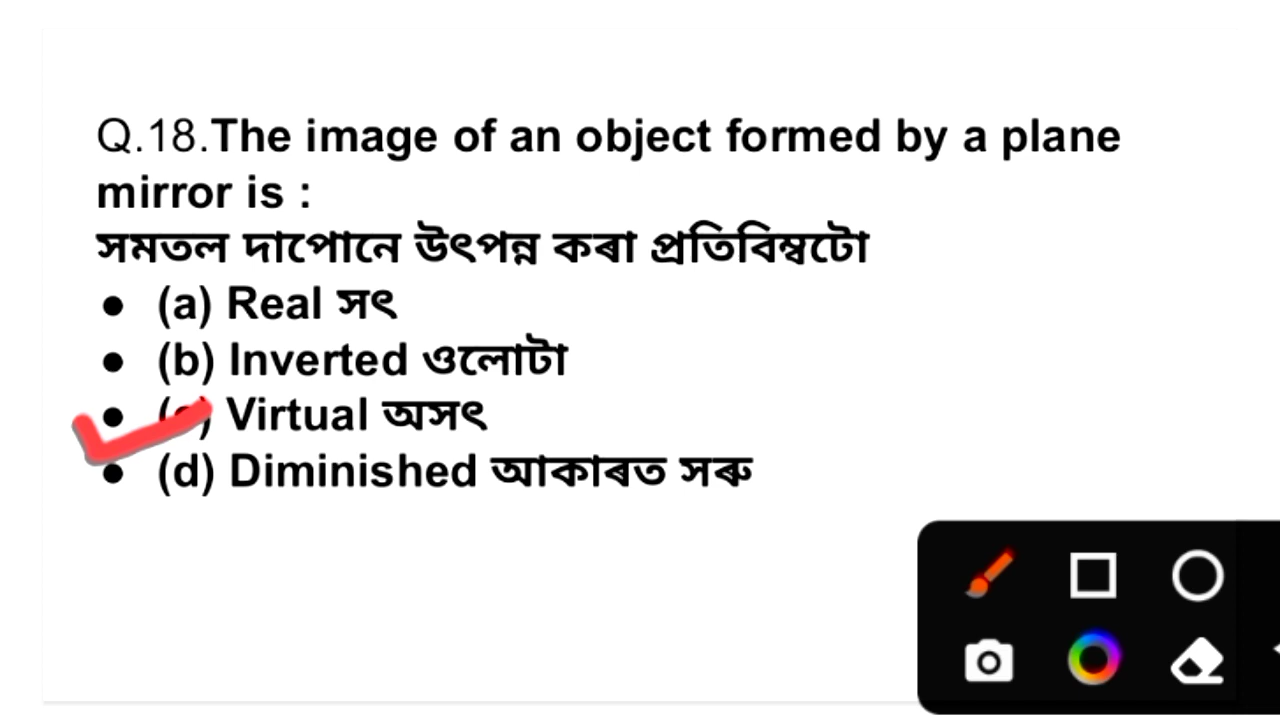 Q.18.The image of an object formed by a plane
mirror is :
সমতল দাপোনে উৎপন্ন কৰা প্ৰতিবিম্বটো
● (a) Real সৎ
● (b) Inverted ওলোটা
● (c) Virtual অসৎ
● (d) Diminished আকাৰত সৰু